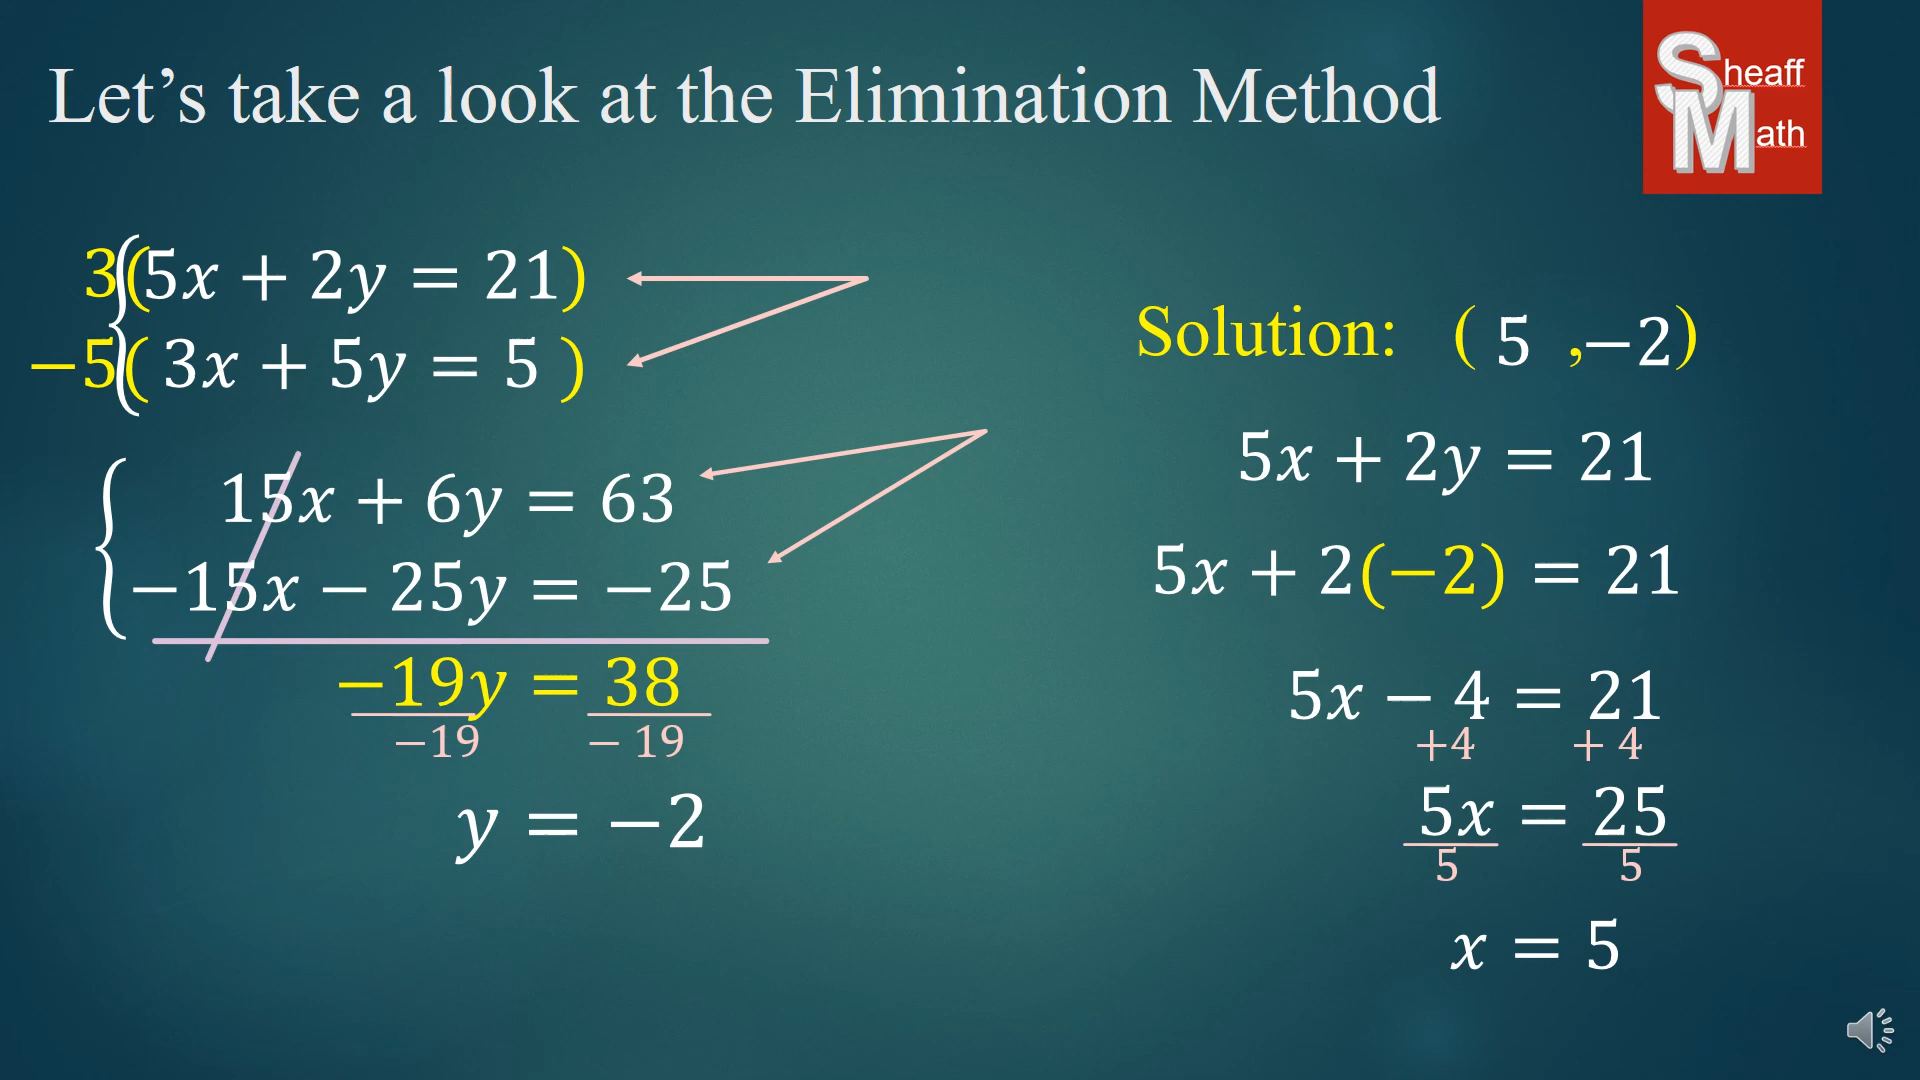 Let's take a look at the Elimination Method
Sheaff
Math
3(5x + 2y = 21)
−5( 3x + 5y = 5 )
15x + 6y = 63
−15x − 25y = −25
−19y = 38
−19 − 19
y = −2
Solution: ( 5 ,−2)
5x + 2y = 21
5x + 2(−2) = 21
5x − 4 = 21
+4 + 4
5x = 25
5 5
x = 5